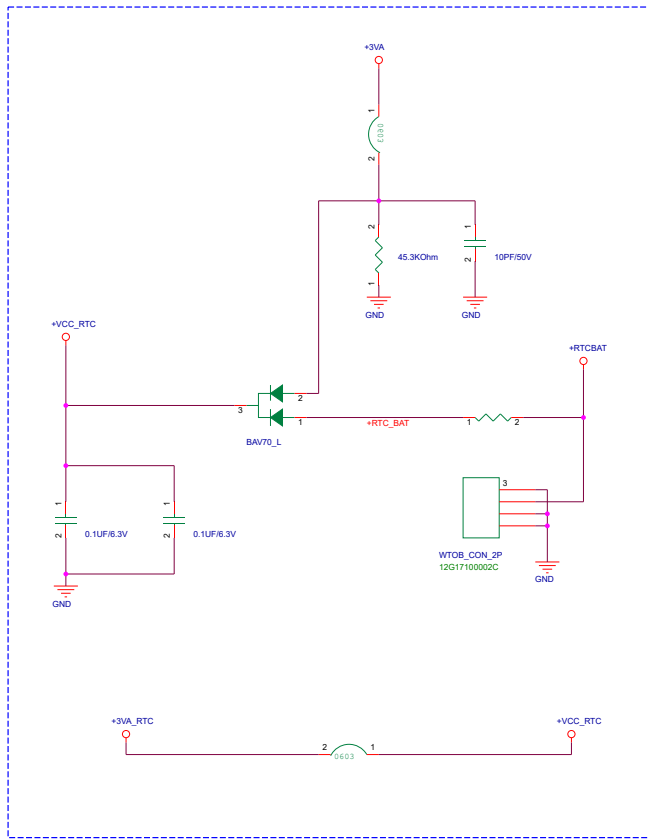 +3VA
1
0603
2
2
1
45.3KOhm
1
2
10PF/50V
GND
GND
+VCC_RTC
+RTCBAT
3
2
1
+RTC_BAT
1
2
BAV70_L
1
2
0.1UF/6.3V
1
2
0.1UF/6.3V
3
WTOB_CON_2P
12G17100002C
GND
GND
+3VA_RTC
+VCC_RTC
2
1
0603